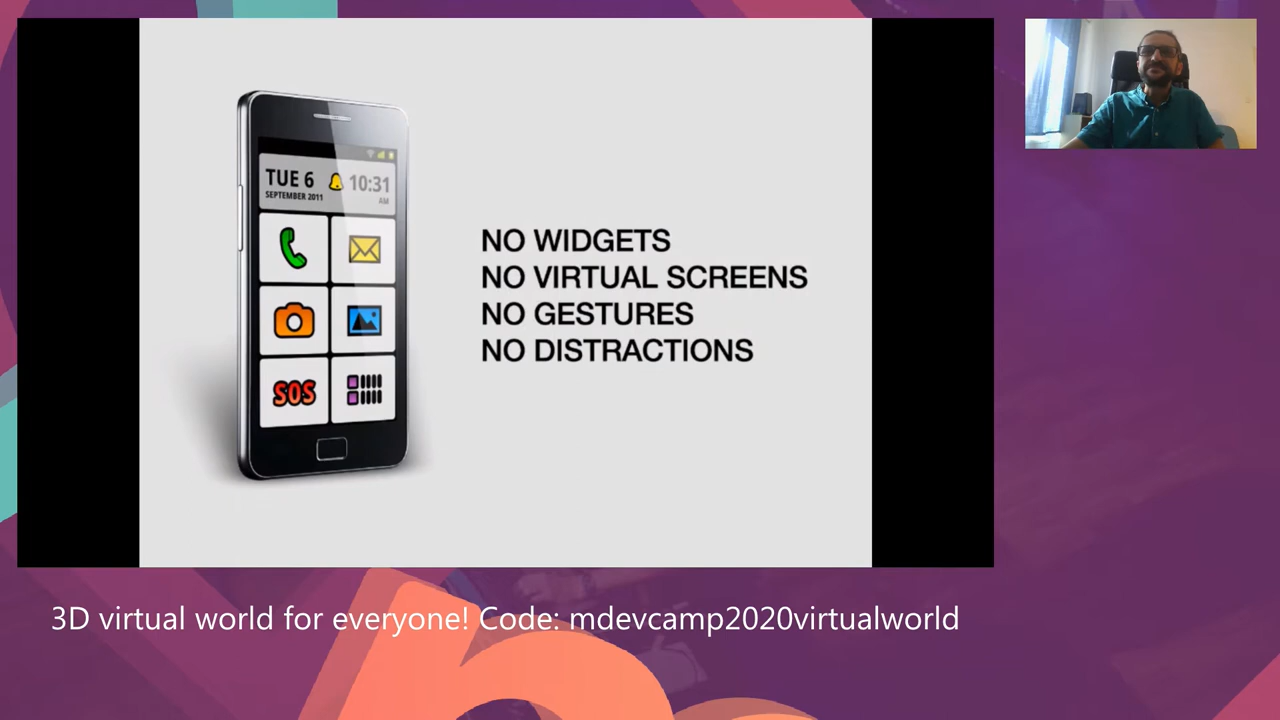 TUE 6
SEPTEMBER 2011
10:31
AM
SOS
NO WIDGETS
NO VIRTUAL SCREENS
NO GESTURES
NO DISTRACTIONS
3D virtual world for everyone! Code: mdevcamp2020virtualworld